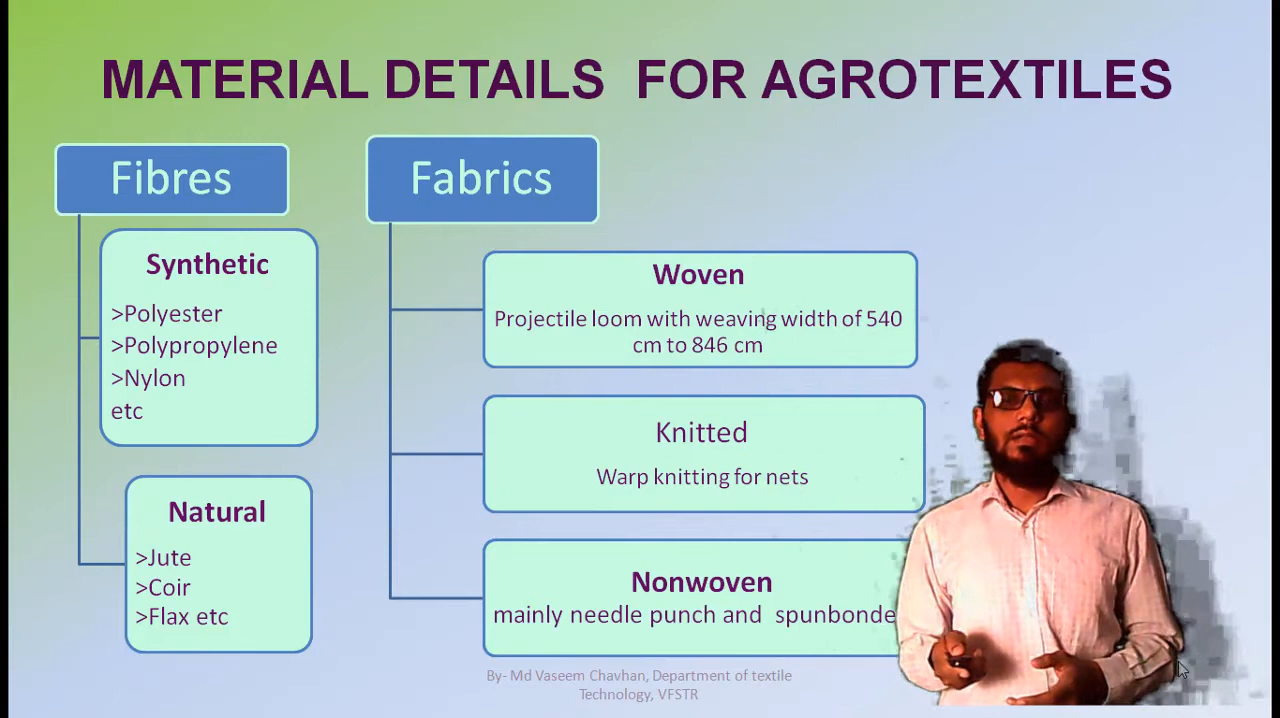 MATERIAL DETAILS FOR AGROTEXTILES
Fibres
Synthetic
>Polyester
>Polypropylene
>Nylon
etc
Natural
>Jute
>Coir
>Flax etc
Fabrics
Woven
Projectile loom with weaving width of 540
cm to 846 cm
Knitted
Warp knitting for nets
Nonwoven
mainly needle punch and spunbonde
By- Md Vaseem Chavhan, Department of textile
Technology, VFSTR